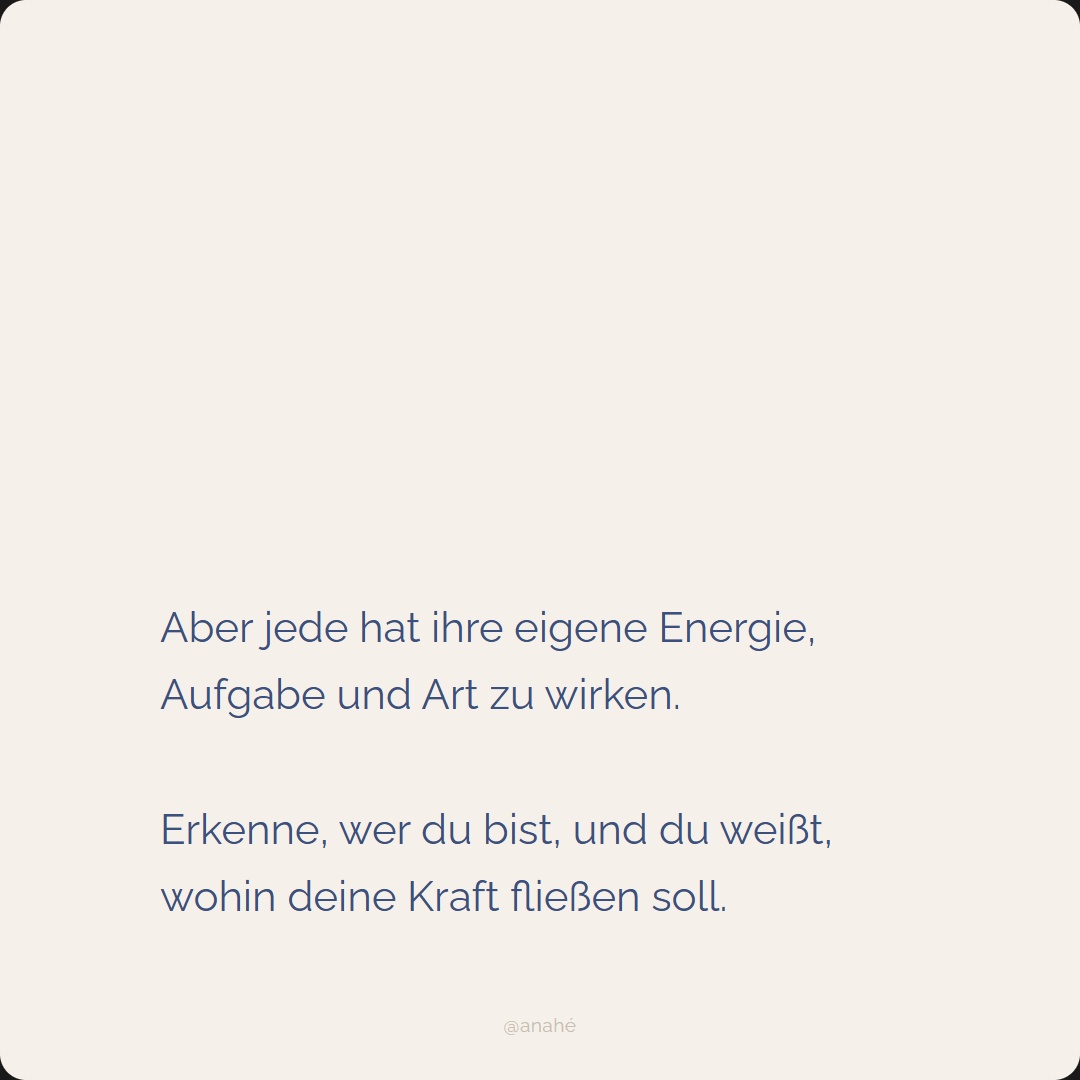 Aber jede hat ihre eigene Energie,
Aufgabe und Art zu wirken.
Erkenne, wer du bist, und du weißt,
wohin deine Kraft fließen soll.
@anahé